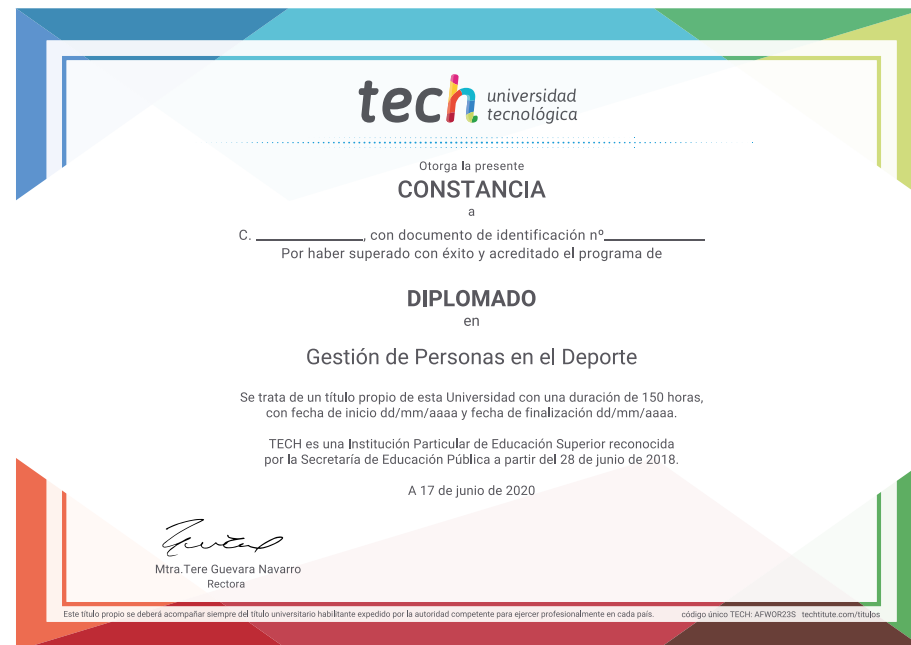 tech universidad
tecnológica
Otorga la presente
CONSTANCIA
a
C. ______________, con documento de identificación nº_____________
Por haber superado con éxito y acreditado el programa de
DIPLOMADO
en
Gestión de Personas en el Deporte
Se trata de un título propio de esta Universidad con una duración de 150 horas,
con fecha de inicio dd/mm/aaaa y fecha de finalización dd/mm/aaaa.
TECH es una Institución Particular de Educación Superior reconocida
por la Secretaría de Educación Pública a partir del 28 de junio de 2018.
A 17 de junio de 2020
Mtra.Tere Guevara Navarro
Rectora
Este título propio se deberá acompañar siempre del título universitario habilitante expedido por la autoridad competente para ejercer profesionalmente en cada país. código único TECH: AFWOR23S techtitute.com/titulos